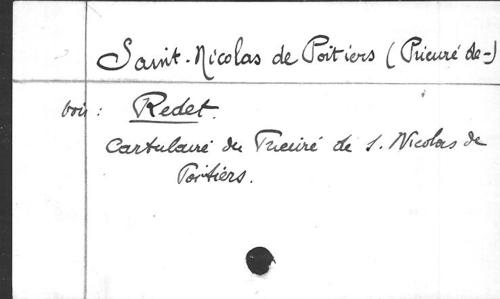 Saint-Nicolas de Poitiers (Prieuré de-)
voir : Redet.
Cartulaire du Prieuré de S. Nicolas de
Poitiers.